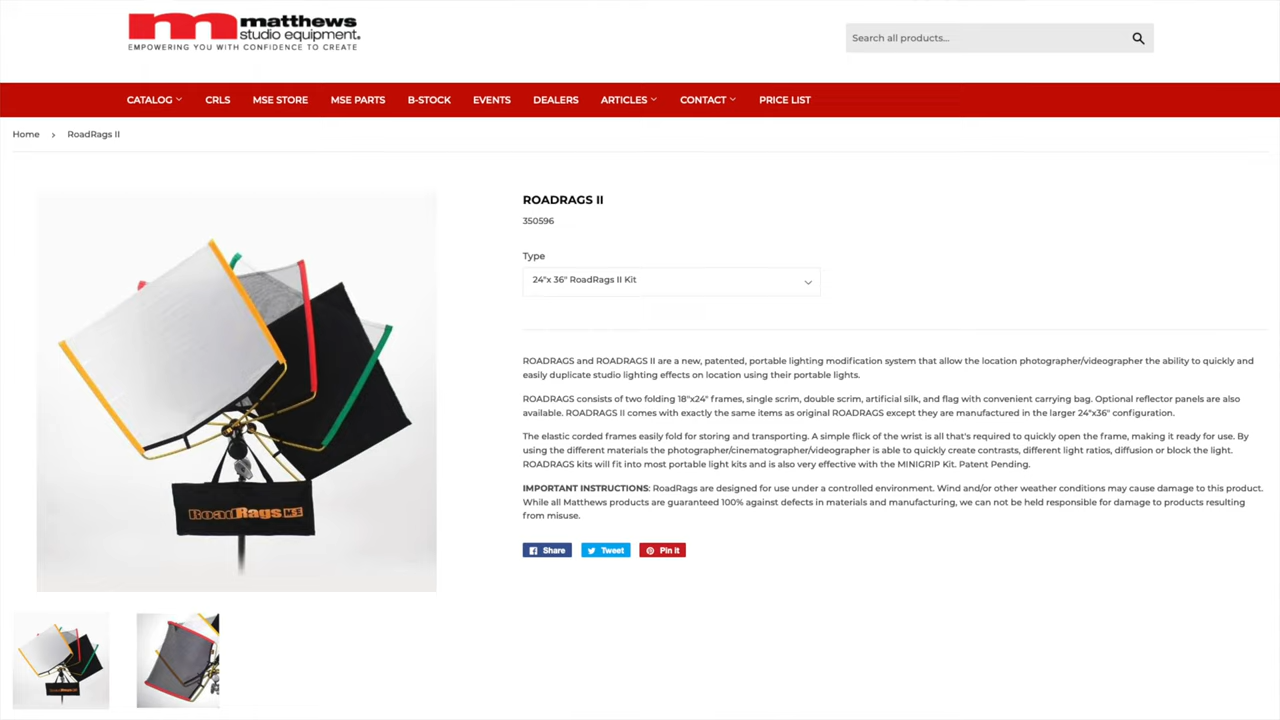 matthews
studio equipment.
EMPOWERING YOU WITH CONFIDENCE TO CREATE
Search all products...
CATALOG CRLS MSE STORE MSE PARTS B-STOCK EVENTS DEALERS ARTICLES CONTACT PRICE LIST
Home › RoadRags II
ROADRAGS II
350596
Type
24"x 36" RoadRags II Kit
ROADRAGS and ROADRAGS II are a new, patented, portable lighting modification system that allow the location photographer/videographer the ability to quickly and
easily duplicate studio lighting effects on location using their portable lights.
ROADRAGS consists of two folding 18"x24" frames, single scrim, double scrim, artificial silk, and flag with convenient carrying bag. Optional reflector panels are also
available. ROADRAGS II comes with exactly the same items as original ROADRAGS except they are manufactured in the larger 24"x36" configuration.
The elastic corded frames easily fold for storing and transporting. A simple flick of the wrist is all that's required to quickly open the frame, making it ready for use. By
using the different materials the photographer/cinematographer/videographer is able to quickly create contrasts, different light ratios, diffusion or block the light.
ROADRAGS kits will fit into most portable light kits and is also very effective with the MINIGRIP Kit. Patent Pending.
IMPORTANT INSTRUCTIONS: RoadRags are designed for use under a controlled environment. Wind and/or other weather conditions may cause damage to this product.
While all Matthews products are guaranteed 100% against defects in materials and manufacturing, we can not be held responsible for damage to products resulting
from misuse.
Share Tweet Pin it
RoadRags MSE